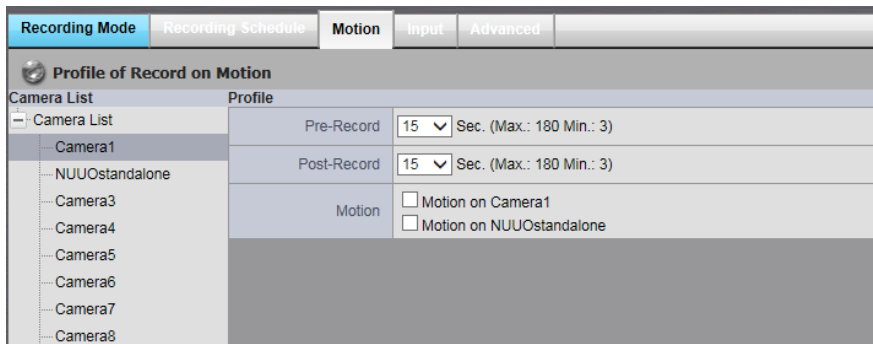 Recording Mode Recording Schedule Motion Input Advanced
Profile of Record on Motion
Camera List Profile
Camera List
Camera1
NUUOstandalone
Camera3
Camera4
Camera5
Camera6
Camera7
Camera8
Pre-Record 15 Sec. (Max.: 180 Min.: 3)
Post-Record 15 Sec. (Max.: 180 Min.: 3)
Motion Motion on Camera1
Motion on NUUOstandalone